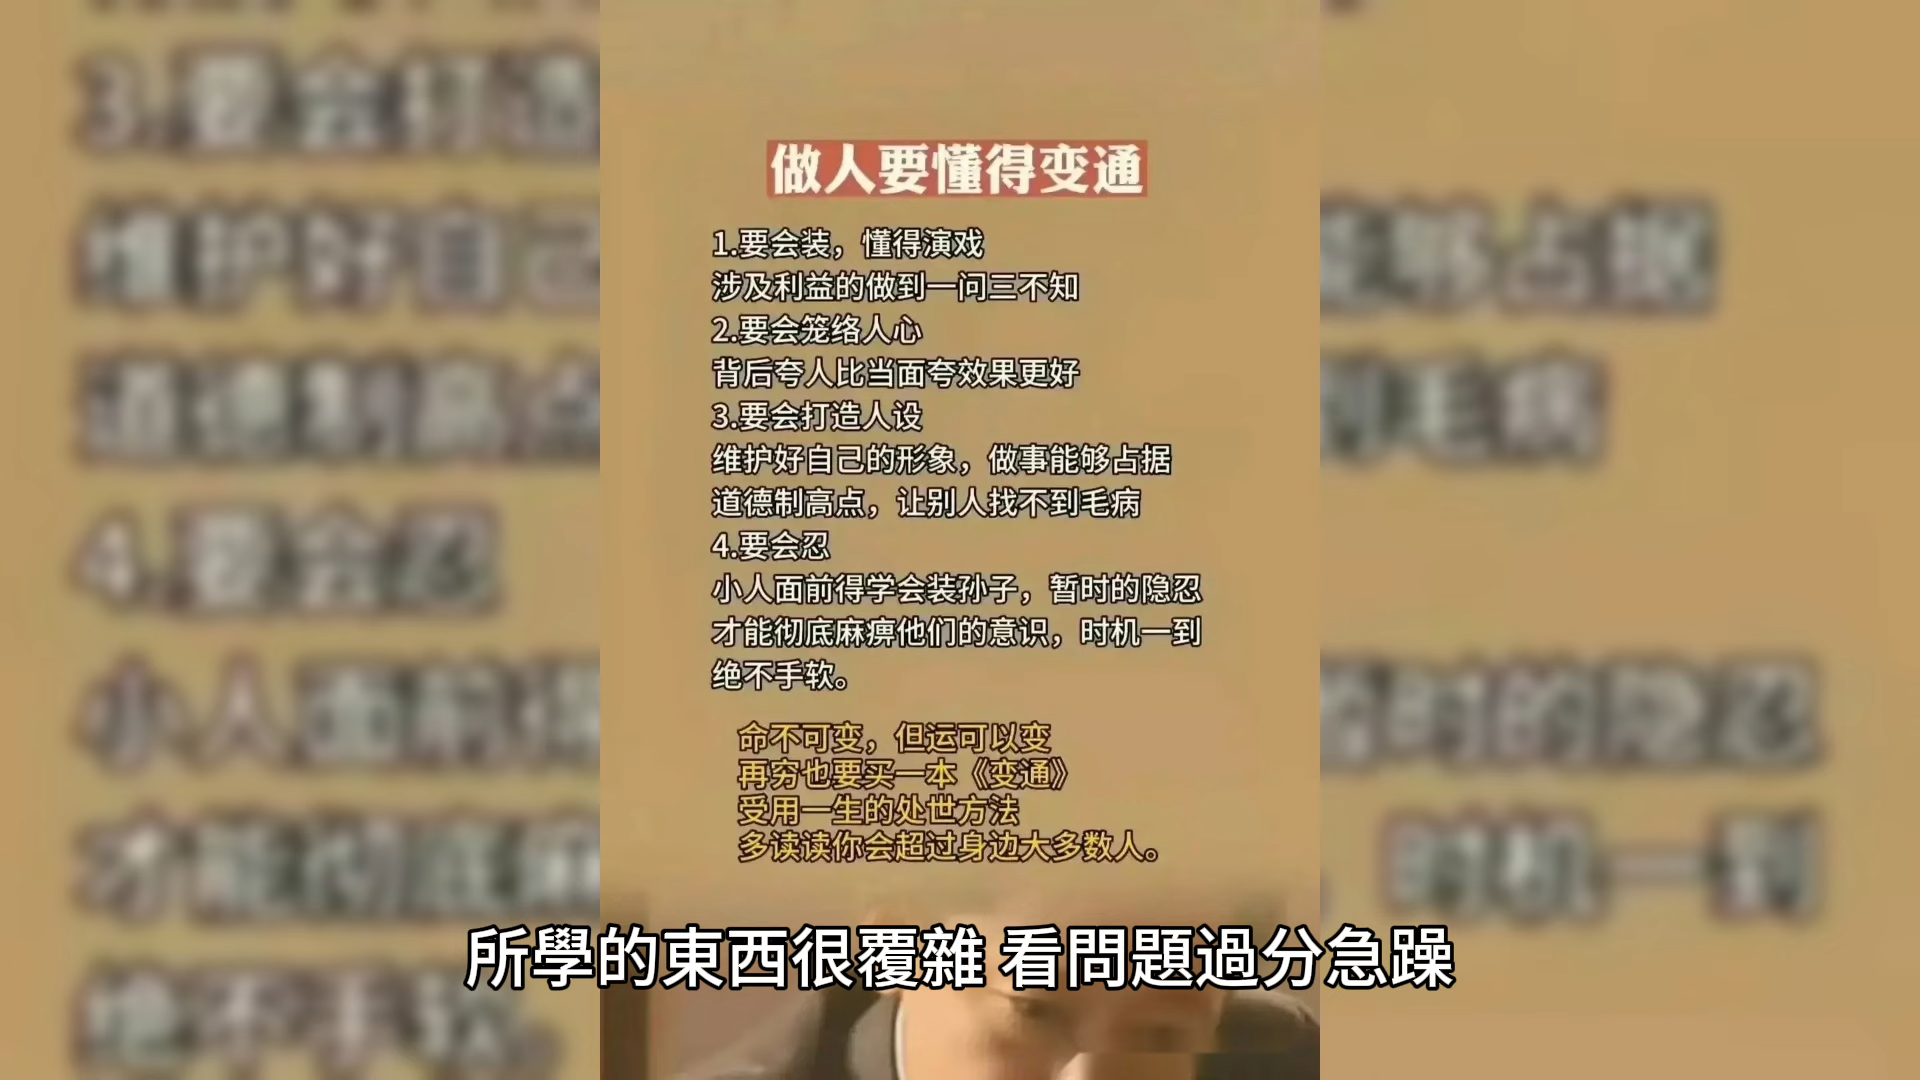 做人要懂得变通
1.要会装，懂得演戏
涉及利益的做到一问三不知
2.要会笼络人心
背后夸人比当面夸效果更好
3.要会打造人设
维护好自己的形象，做事能够占据
道德制高点，让别人找不到毛病
4.要会忍
小人面前得学会装孙子，暂时的隐忍
才能彻底麻痹他们的意识，时机一到
绝不手软。
命不可变，但运可以变
再穷也要买一本《变通》
受用一生的处世方法
多读读你会超过身边大多数人。
所學的東西很覆雜 看問題過分急躁